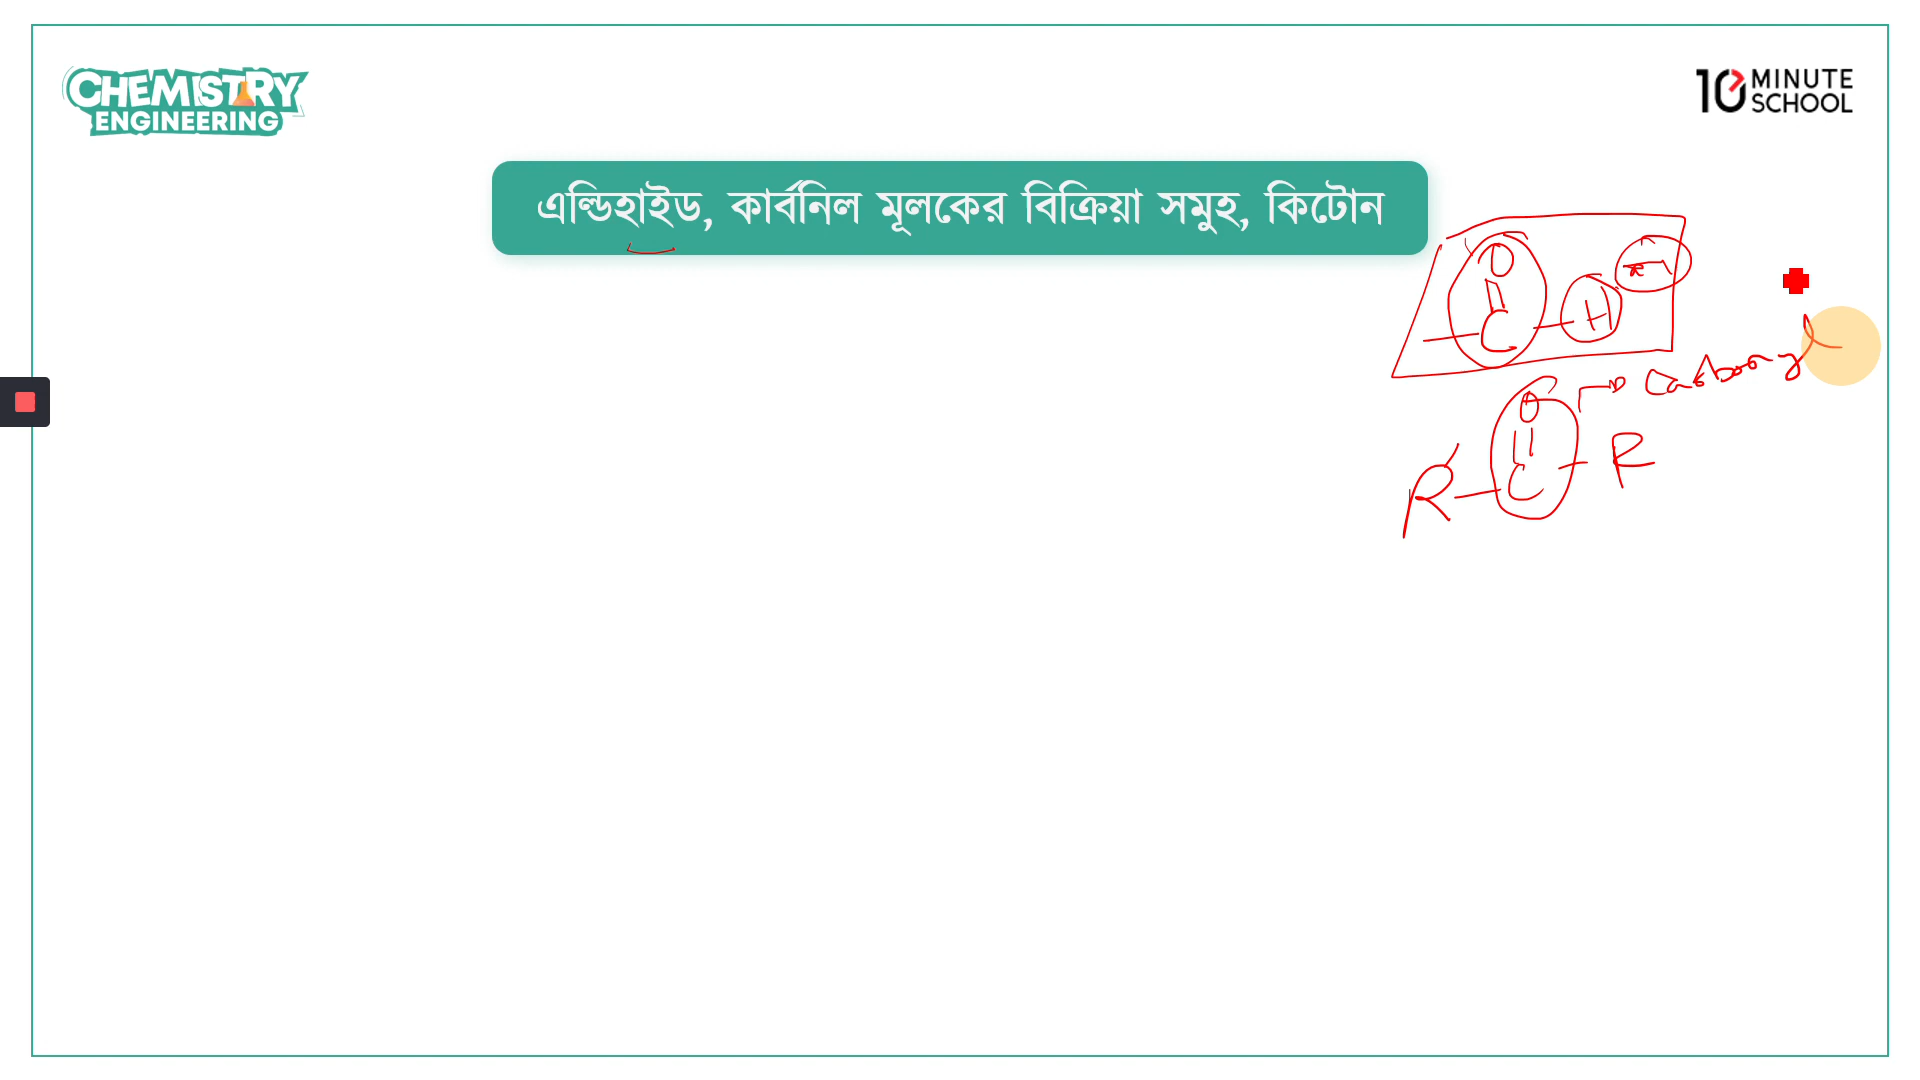 CHEMISTRY
ENGINEERING
10 MINUTE
SCHOOL
এল্ডিহাইড, কার্বনিল মূলকের বিক্রিয়া সমুহ, কিটোন
O
C
H
O
C
R
R